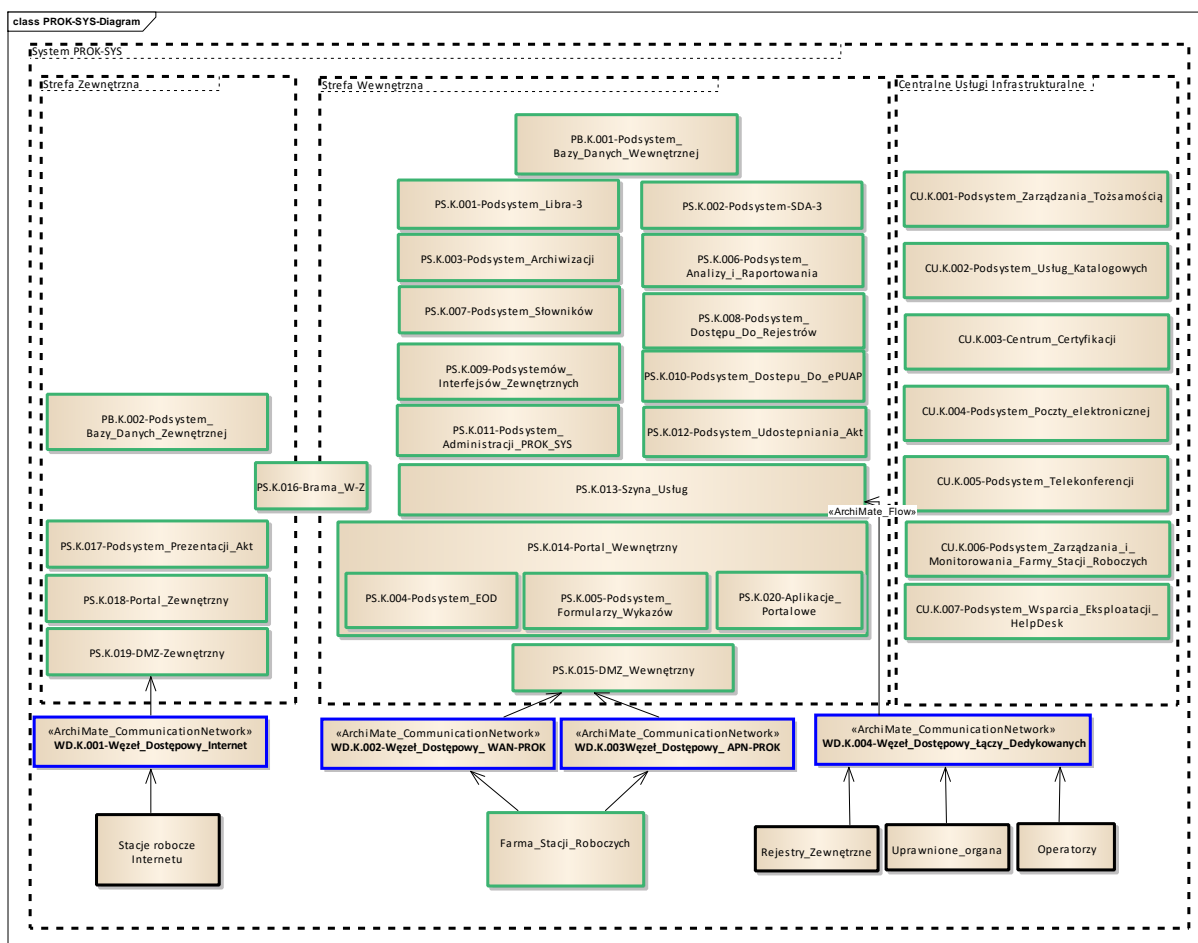 class PROK-SYS-Diagram
System PROK-SYS
Strefa Zewnętrzna
PB.K.002-Podsystem_
Bazy_Danych_Zewnętrznej
PS.K.016-Brama_W-Z
PS.K.017-Podsystem_Prezentacji_Akt
PS.K.018-Portal_Zewnętrzny
PS.K.019-DMZ-Zewnętrzny
Strefa Wewnętrzna
PB.K.001-Podsystem_
Bazy_Danych_Wewnętrznej
PS.K.001-Podsystem_Libra-3
PS.K.002-Podsystem-SDA-3
PS.K.003-Podsystem_Archiwizacji
PS.K.006-Podsystem_
Analizy_i_Raportowania
PS.K.007-Podsystem_Słowników
PS.K.008-Podsystem_
Dostępu_Do_Rejestrów
PS.K.009-Podsystemów_
Interfejsów_Zewnętrznych
PS.K.010-Podsystem_Dostepu_Do_ePUAP
PS.K.011-Podsystem_
Administracji_PROK_SYS
PS.K.012-Podsystem_Udostepniania_Akt
PS.K.013-Szyna_Usług
«ArchiMate_Flow»
PS.K.014-Portal_Wewnętrzny
PS.K.004-Podsystem_EOD
PS.K.005-Podsystem_
Formularzy_Wykazów
PS.K.020-Aplikacje_
Portalowe
PS.K.015-DMZ_Wewnętrzny
Centralne Usługi Infrastrukturalne
CU.K.001-Podsystem_Zarządzania_Tożsamością
CU.K.002-Podsystem_Usług_Katalogowych
CU.K.003-Centrum_Certyfikacji
CU.K.004-Podsystem_Poczty_elektronicznej
CU.K.005-Podsystem_Telekonferencji
CU.K.006-Podsystem_Zarządzania_i_
Monitorowania_Farmy_Stacji_Roboczych
CU.K.007-Podsystem_Wsparcia_Eksploatacji_
HelpDesk
«ArchiMate_CommunicationNetwork»
WD.K.001-Węzeł_Dostępowy_Internet
«ArchiMate_CommunicationNetwork»
WD.K.002-Węzeł_Dostępowy_ WAN-PROK
«ArchiMate_CommunicationNetwork»
WD.K.003Węzeł_Dostępowy_ APN-PROK
«ArchiMate_CommunicationNetwork»
WD.K.004-Węzeł_Dostępowy_Łączy_Dedykowanych
Stacje robocze
Internetu
Farma_Stacji_Roboczych
Rejestry_Zewnętrzne
Uprawnione_organa
Operatorzy